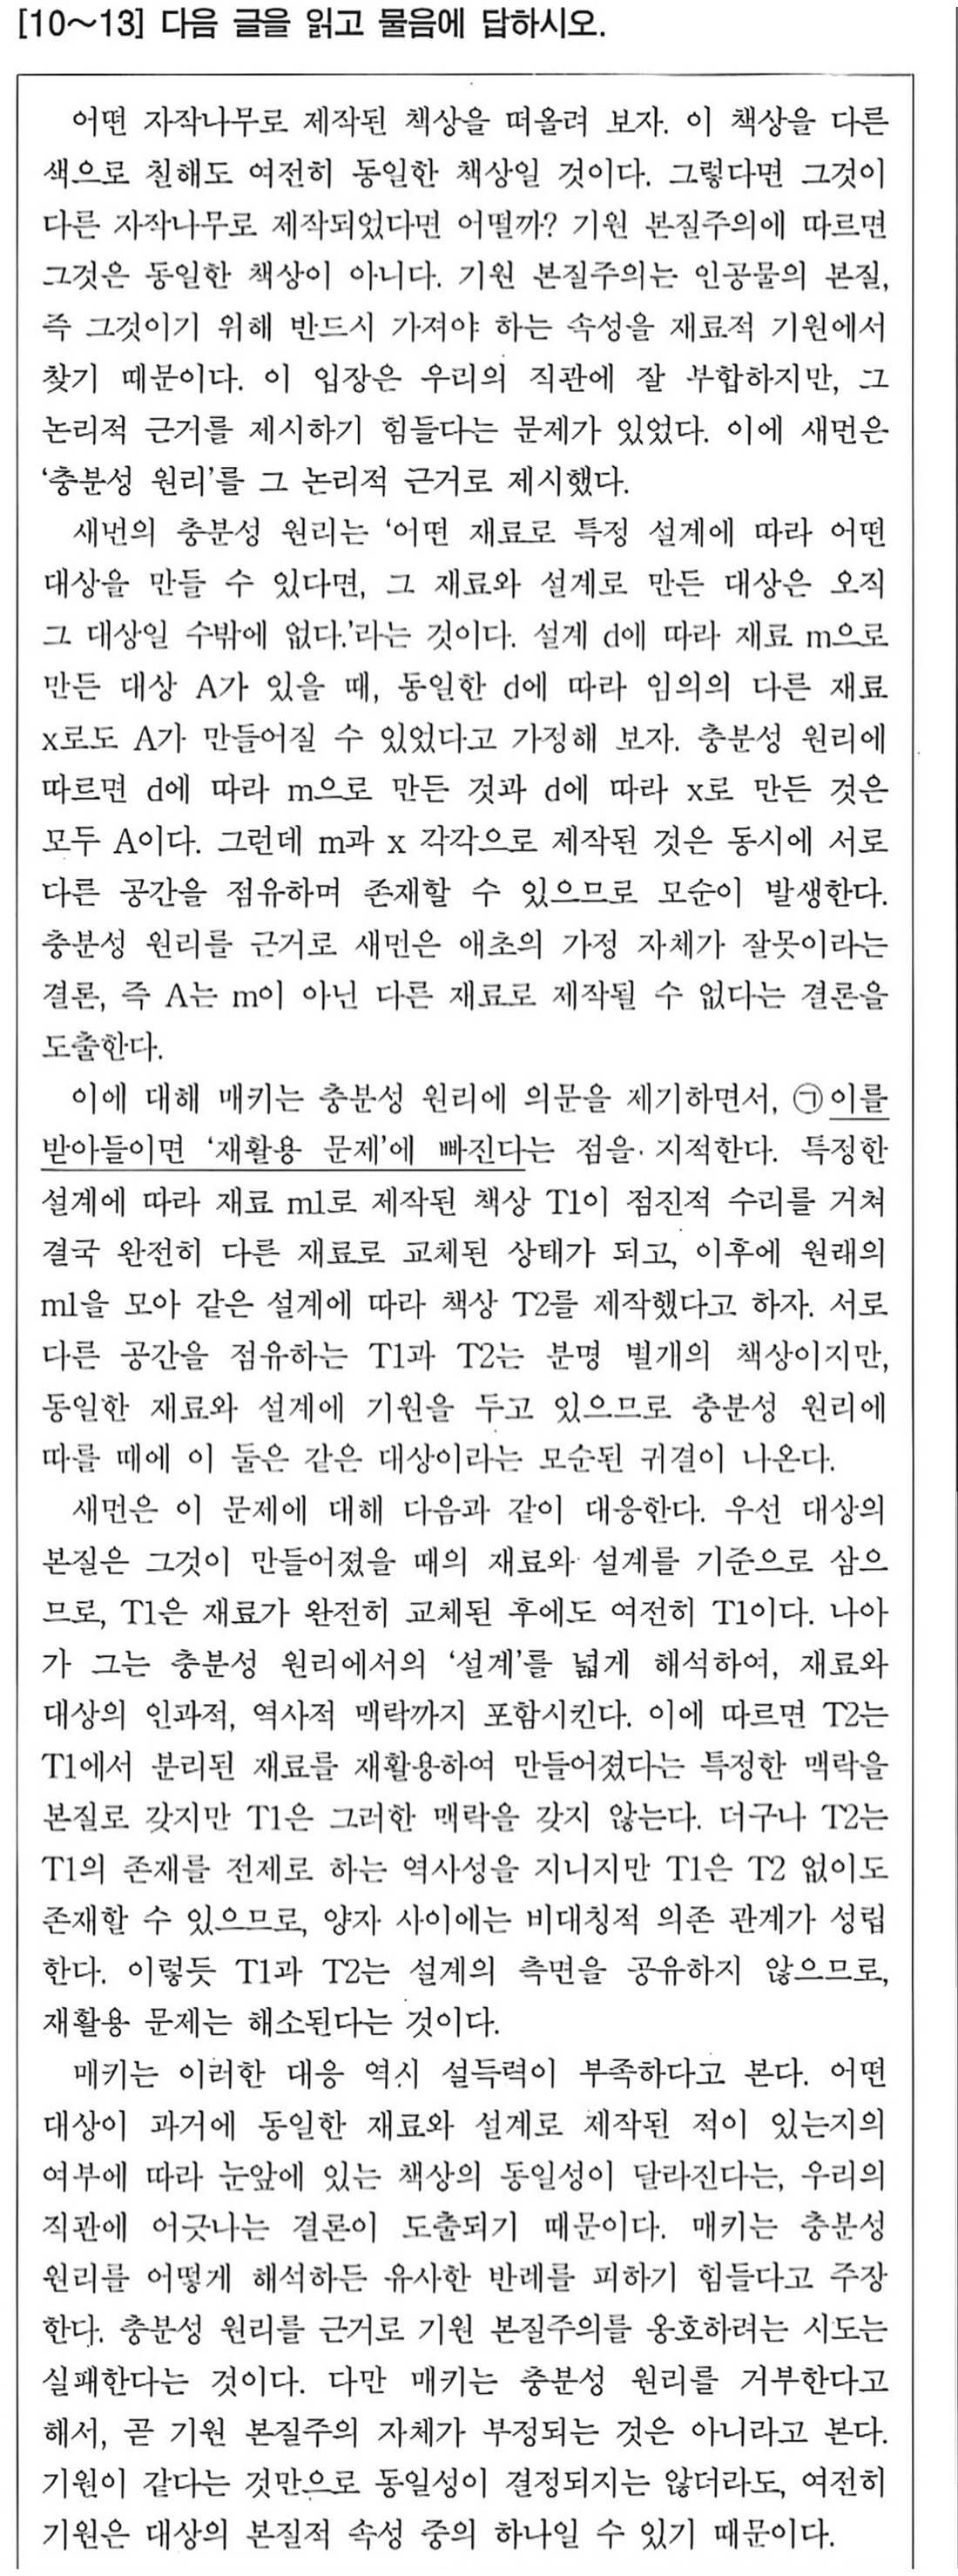 [10～13] 다음 글을 읽고 물음에 답하시오.
어떤 자작나무로 제작된 책상을 떠올려 보자. 이 책상을 다른
색으로 칠해도 여전히 동일한 책상일 것이다. 그렇다면 그것이
다른 자작나무로 제작되었다면 어떨까? 기원 본질주의에 따르면
그것은 동일한 책상이 아니다. 기원 본질주의는 인공물의 본질,
즉 그것이기 위해 반드시 가져야 하는 속성을 재료적 기원에서
찾기 때문이다. 이 입장은 우리의 직관에 잘 부합하지만, 그
논리적 근거를 제시하기 힘들다는 문제가 있었다. 이에 새먼은
‘충분성 원리’를 그 논리적 근거로 제시했다.
새먼의 충분성 원리는 ‘어떤 재료로 특정 설계에 따라 어떤
대상을 만들 수 있다면, 그 재료와 설계로 만든 대상은 오직
그 대상일 수밖에 없다.’라는 것이다. 설계 d에 따라 재료 m으로
만든 대상 A가 있을 때, 동일한 d에 따라 임의의 다른 재료
x로도 A가 만들어질 수 있었다고 가정해 보자. 충분성 원리에
따르면 d에 따라 m으로 만든 것과 d에 따라 x로 만든 것은
모두 A이다. 그런데 m과 x 각각으로 제작된 것은 동시에 서로
다른 공간을 점유하며 존재할 수 있으므로 모순이 발생한다.
충분성 원리를 근거로 새먼은 애초의 가정 자체가 잘못이라는
결론, 즉 A는 m이 아닌 다른 재료로 제작될 수 없다는 결론을
도출한다.
이에 대해 매키는 충분성 원리에 의문을 제기하면서, ㉠이를
받아들이면 ‘재활용 문제’에 빠진다는 점을 지적한다. 특정한
설계에 따라 재료 m1로 제작된 책상 T1이 점진적 수리를 거쳐
결국 완전히 다른 재료로 교체된 상태가 되고, 이후에 원래의
m1을 모아 같은 설계에 따라 책상 T2를 제작했다고 하자. 서로
다른 공간을 점유하는 T1과 T2는 분명 별개의 책상이지만,
동일한 재료와 설계에 기원을 두고 있으므로 충분성 원리에
따를 때에 이 둘은 같은 대상이라는 모순된 귀결이 나온다.
새먼은 이 문제에 대해 다음과 같이 대응한다. 우선 대상의
본질은 그것이 만들어졌을 때의 재료와 설계를 기준으로 삼으
므로, T1은 재료가 완전히 교체된 후에도 여전히 T1이다. 나아
가 그는 충분성 원리에서의 ‘설계’를 넓게 해석하여, 재료와
대상의 인과적, 역사적 맥락까지 포함시킨다. 이에 따르면 T2는
T1에서 분리된 재료를 재활용하여 만들어졌다는 특정한 맥락을
본질로 갖지만 T1은 그러한 맥락을 갖지 않는다. 더구나 T2는
T1의 존재를 전제로 하는 역사성을 지니지만 T1은 T2 없이도
존재할 수 있으므로, 양자 사이에는 비대칭적 의존 관계가 성립
한다. 이렇듯 T1과 T2는 설계의 측면을 공유하지 않으므로,
재활용 문제는 해소된다는 것이다.
매키는 이러한 대응 역시 설득력이 부족하다고 본다. 어떤
대상이 과거에 동일한 재료와 설계로 제작된 적이 있는지의
여부에 따라 눈앞에 있는 책상의 동일성이 달라진다는, 우리의
직관에 어긋나는 결론이 도출되기 때문이다. 매키는 충분성
원리를 어떻게 해석하든 유사한 반례를 피하기 힘들다고 주장
한다. 충분성 원리를 근거로 기원 본질주의를 옹호하려는 시도는
실패한다는 것이다. 다만 매키는 충분성 원리를 거부한다고
해서, 곧 기원 본질주의 자체가 부정되는 것은 아니라고 본다.
기원이 같다는 것만으로 동일성이 결정되지는 않더라도, 여전히
기원은 대상의 본질적 속성 중의 하나일 수 있기 때문이다.